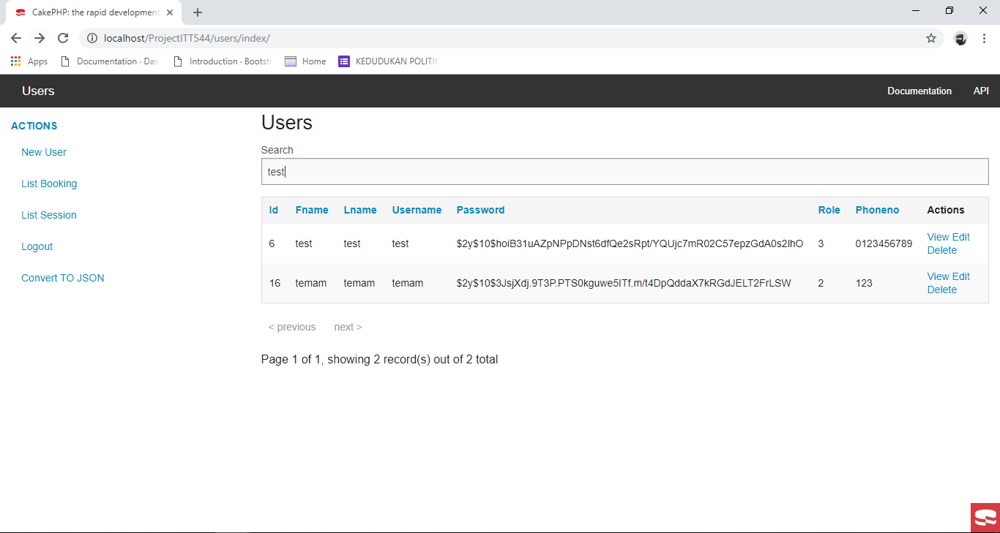 CakePHP: the rapid development
localhost/ProjectITT544/users/index/
Apps
Documentation · Das
Introduction · Bootst
Home
KEDUDUKAN POLITIK
Users
Documentation
API
ACTIONS
New User
List Booking
List Session
Logout
Convert TO JSON
Users
Search
test
Id Fname Lname Username Password Role Phoneno Actions
6 test test test $2y$10$hoiB31uAZpNPpDNst6dfQe2sRpt/YQUjc7mR02C57epzGdA0s2lhO 3 0123456789 View Edit
Delete
16 temam temam temam $2y$10$3JsjXdj.9T3P.PTS0kguwe5ITf.m/t4DpQddaX7kRGdJELT2FrLSW 2 123 View Edit
Delete
< previous next >
Page 1 of 1, showing 2 record(s) out of 2 total